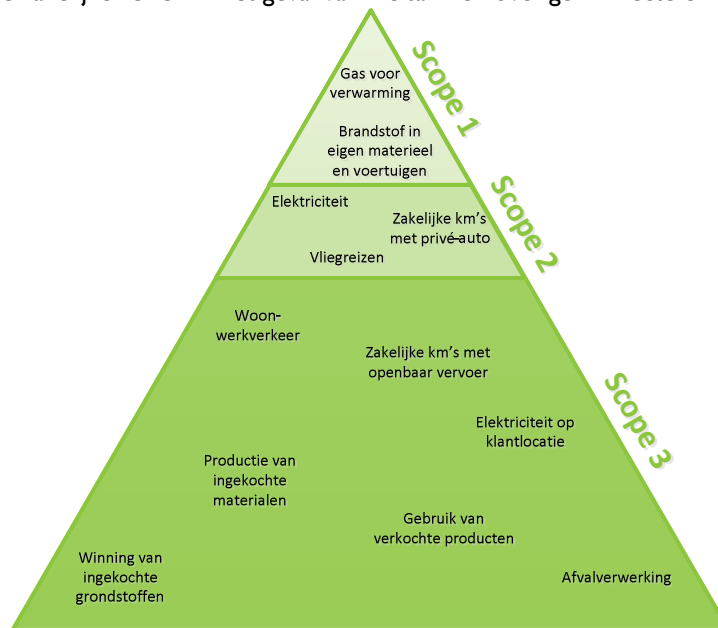 Gas voor
verwarming
Scope 1
Brandstof in
eigen materieel
en voertuigen
Elektriciteit
Zakelijke km's
met privé-auto
Vliegreizen
Scope 2
Woon-
werkverkeer
Zakelijke km's met
openbaar vervoer
Scope 3
Elektriciteit op
klantlocatie
Productie van
ingekochte
materialen
Gebruik van
verkochte producten
Winning van
ingekochte
grondstoffen
Afvalverwerking